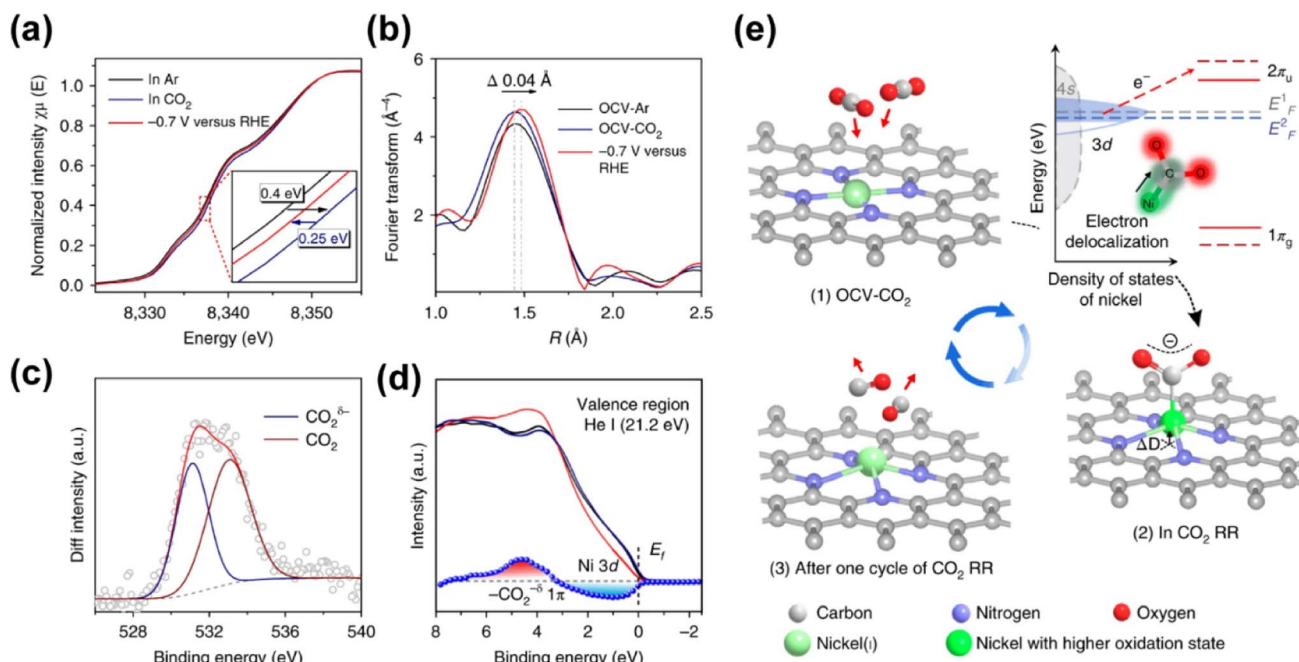 (a)
Normalized intensity χμ (E)
1.0
0.8
0.6
0.4
0.2
0.0
In Ar
In CO₂
−0.7 V versus RHE
0.4 eV
0.25 eV
8,330
8,340
8,350
Energy (eV)
(b)
Fourier transform (Å⁻⁴)
6
4
2
Δ 0.04 Å
OCV-Ar
OCV-CO₂
−0.7 V versus
RHE
1.0
1.5
2.0
2.5
R (Å)
(c)
Diff intensity (a.u.)
CO₂δ−
CO₂
528
532
536
540
Binding energy (eV)
(d)
Intensity (a.u.)
Valence region
He I (21.2 eV)
Ef
Ni 3d
−CO₂−δ 1π
8
6
4
2
0
−2
Binding energy (eV)
(e)
(1) OCV-CO₂
Energy (eV)
4s
3d
e⁻
2πu
E¹F
E²F
O
C
O
Ni
Electron
delocalization
1πg
Density of states
of nickel
⊖
ΔD
(2) In CO₂ RR
(3) After one cycle of CO₂ RR
Carbon
Nitrogen
Oxygen
Nickel(I)
Nickel with higher oxidation state